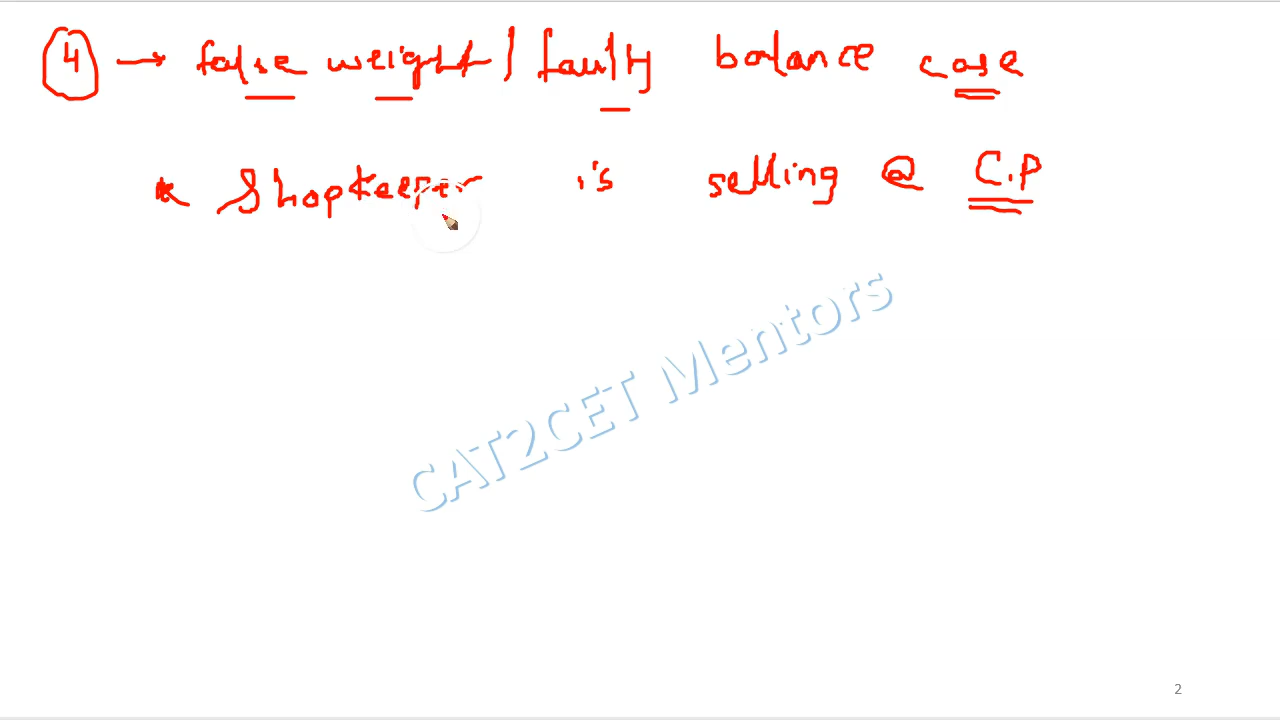 4 → false weight / faulty balance case
* Shopkeeper is selling @ C.P
CAT2CET Mentors
2